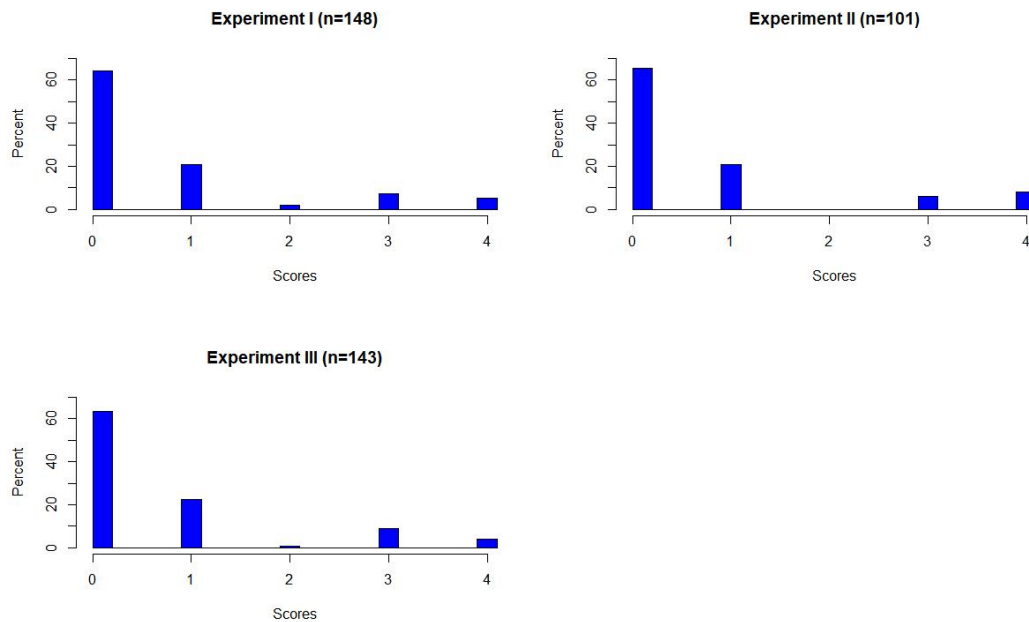 Experiment I (n=148)
Percent
0 20 40 60
0 1 2 3 4
Scores
Experiment II (n=101)
Percent
0 20 40 60
0 1 2 3 4
Scores
Experiment III (n=143)
Percent
0 20 40 60
0 1 2 3 4
Scores